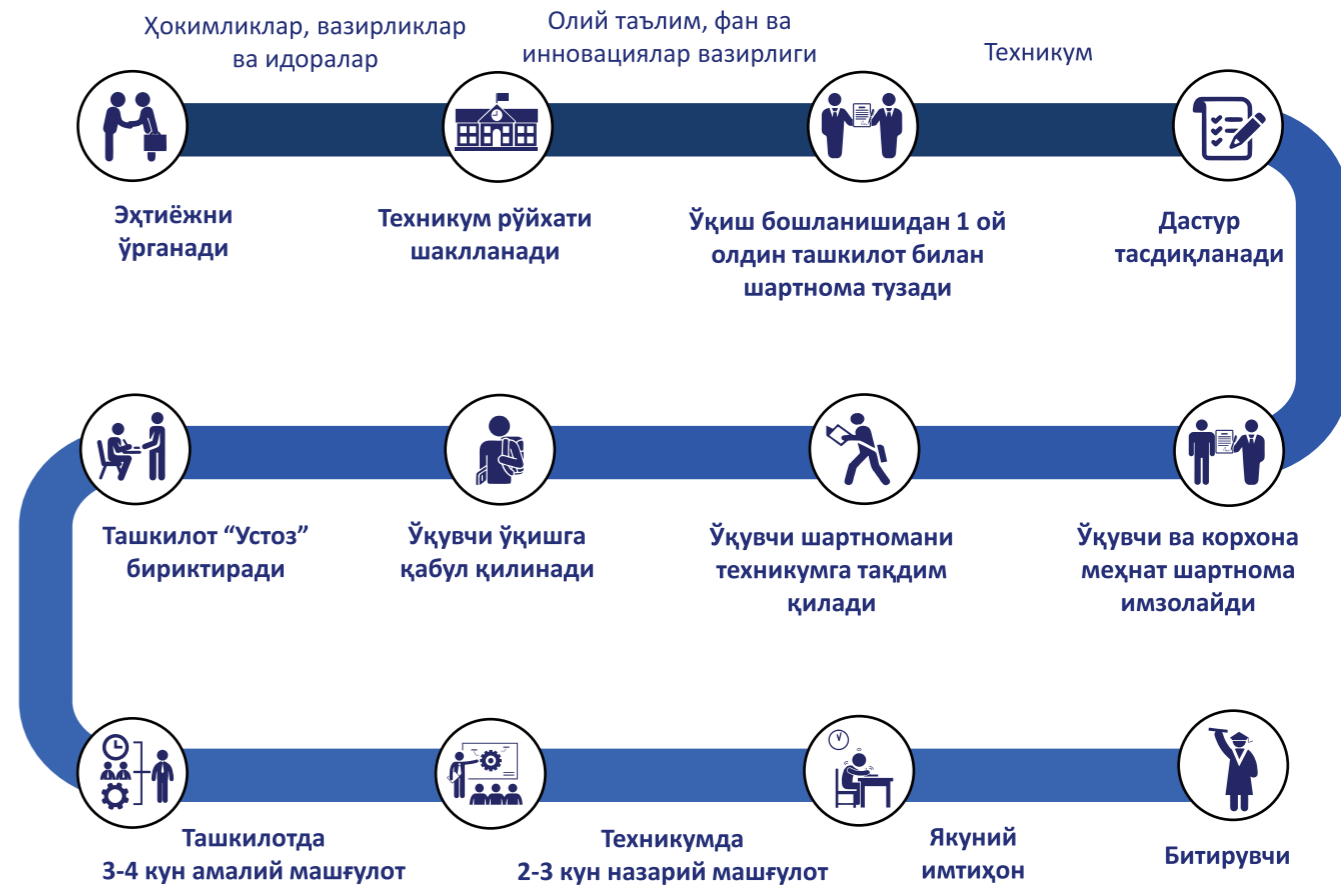 Ҳокимликлар, вазирликлар
ва идоралар
Олий таълим, фан ва
инновациялар вазирлиги
Техникум
Эҳтиёжни
ўрганади
Техникум рўйхати
шаклланади
Ўқиш бошланишидан 1 ой
олдин ташкилот билан
шартнома тузади
Дастур
тасдиқланади
Ташкилот “Устоз”
бириктиради
Ўқувчи ўқишга
қабул қилинади
Ўқувчи шартномани
техникумга тақдим
қилади
Ўқувчи ва корхона
меҳнат шартнома
имзолайди
Ташкилотда
3-4 кун амалий машғулот
Техникумда
2-3 кун назарий машғулот
Якуний
имтиҳон
Битирувчи